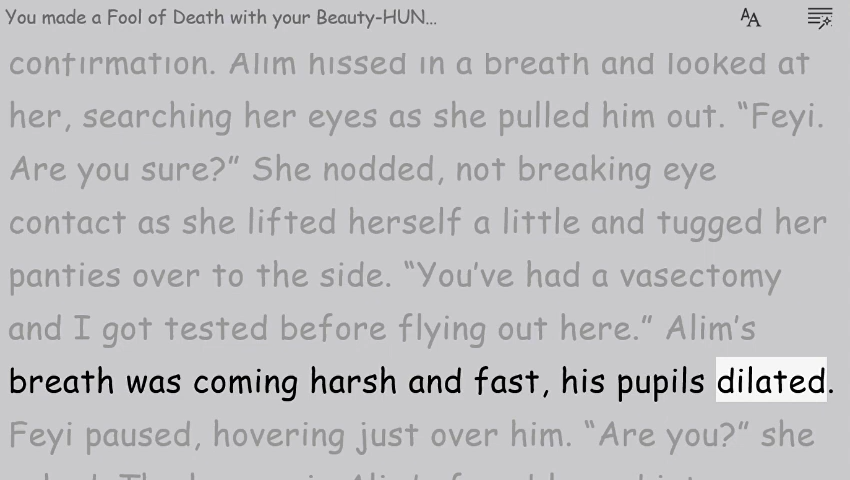 You made a Fool of Death with your Beauty-HUN...
AA
confirmation. Alim hissed in a breath and looked at
her, searching her eyes as she pulled him out. “Feyi.
Are you sure?” She nodded, not breaking eye
contact as she lifted herself a little and tugged her
panties over to the side. “You’ve had a vasectomy
and I got tested before flying out here.” Alim’s
breath was coming harsh and fast, his pupils dilated.
Feyi paused, hovering just over him. “Are you?” she